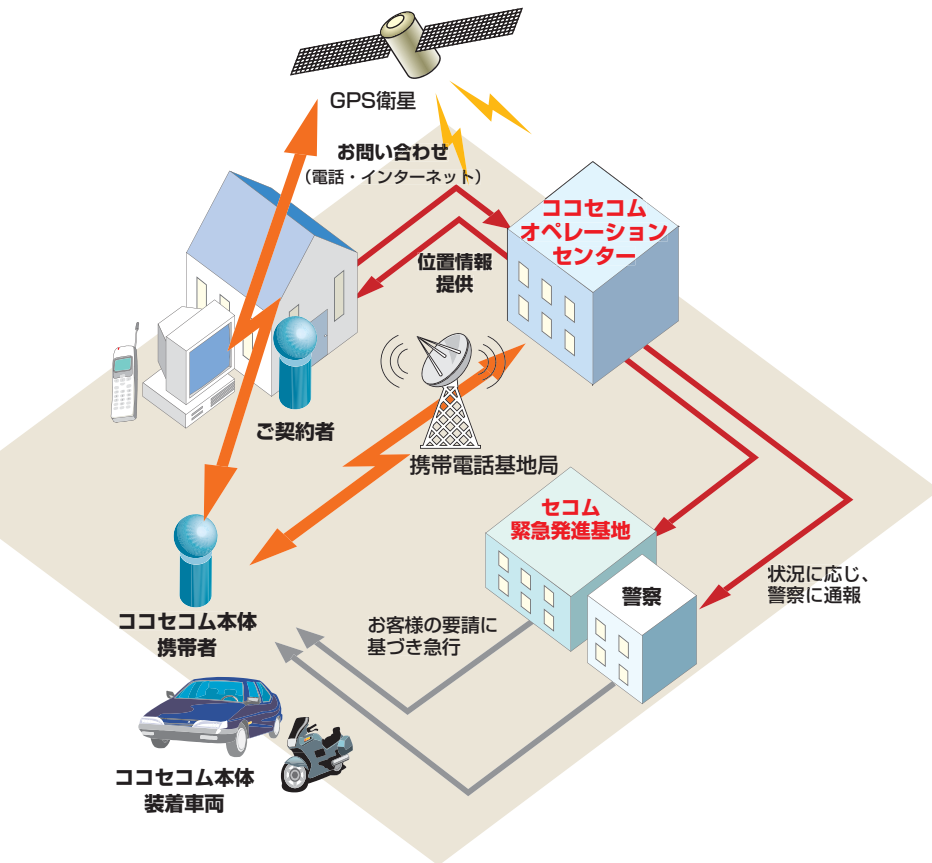 GPS衛星
お問い合わせ
（電話・インターネット）
ココセコム
オペレーション
センター
位置情報
提供
ご契約者
携帯電話基地局
セコム
緊急発進基地
警察
状況に応じ、
警察に通報
お客様の要請に
基づき急行
ココセコム本体
携帯者
ココセコム本体
装着車両